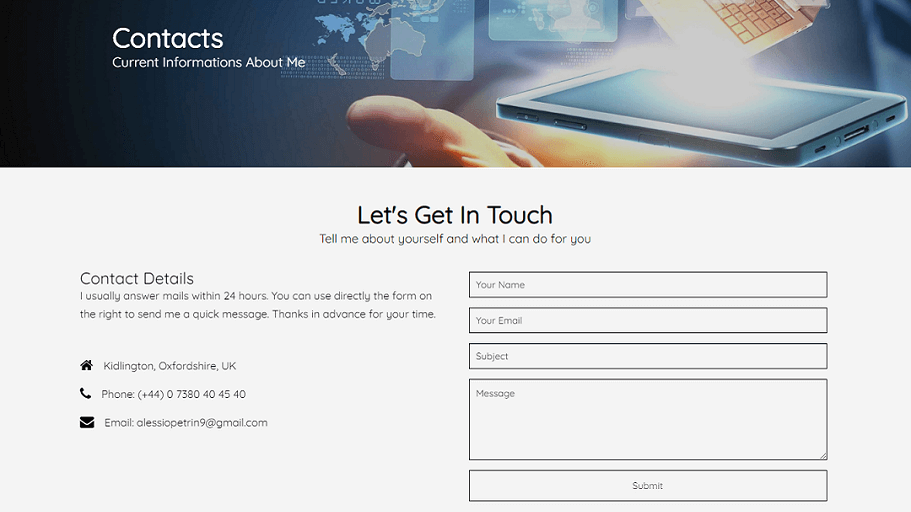 Contacts
Current Informations About Me
Let's Get In Touch
Tell me about yourself and what I can do for you
Contact Details
I usually answer mails within 24 hours. You can use directly the form on
the right to send me a quick message. Thanks in advance for your time.
Kidlington, Oxfordshire, UK
Phone: (+44) 0 7380 40 45 40
Email: alessiopetrin9@gmail.com
Your Name
Your Email
Subject
Message
Submit